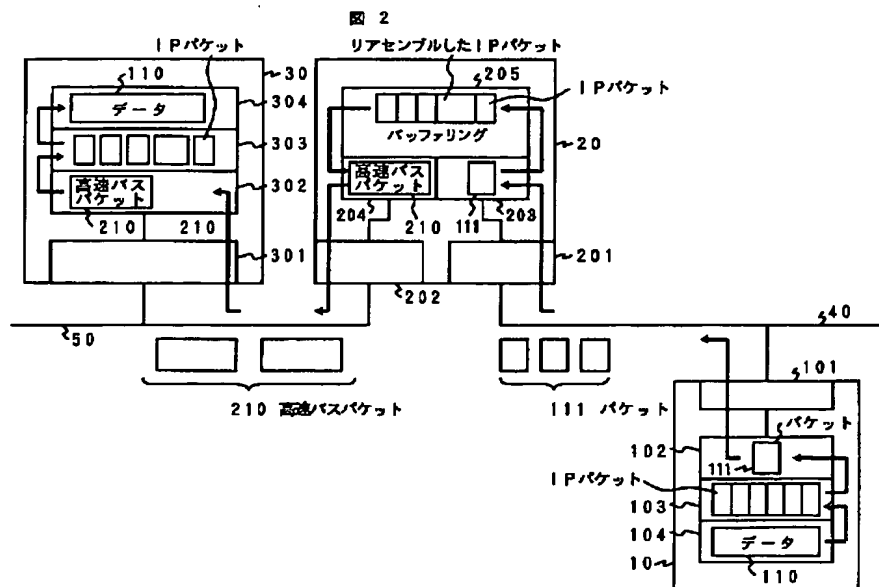 図 2
IPパケット
110
30
304
データ
303
302
高速バス
パケット
210
210
301
50
リアセンブルしたIPパケット
205
IPパケット
バッファリング
20
高速バス
パケット
204
210
111
203
201
202
40
210 高速バスパケット
111 パケット
101
パケット
102
111
IPパケット
103
104
データ
10
110